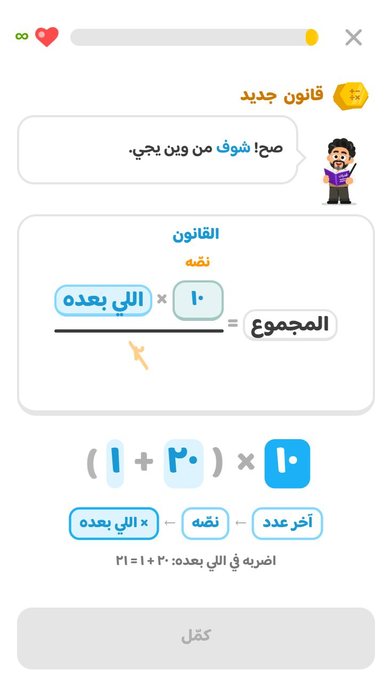 ∞
قانون جديد
صح! شوف من وين يجي.
القانون
نصّه
المجموع = ١٠ × اللي بعده
٢
١٠ × ( ٢٠ + ١ )
آخر عدد ← نصّه ← × اللي بعده
اضربه في اللي بعده: ٢٠ + ١ = ٢١
كمّل